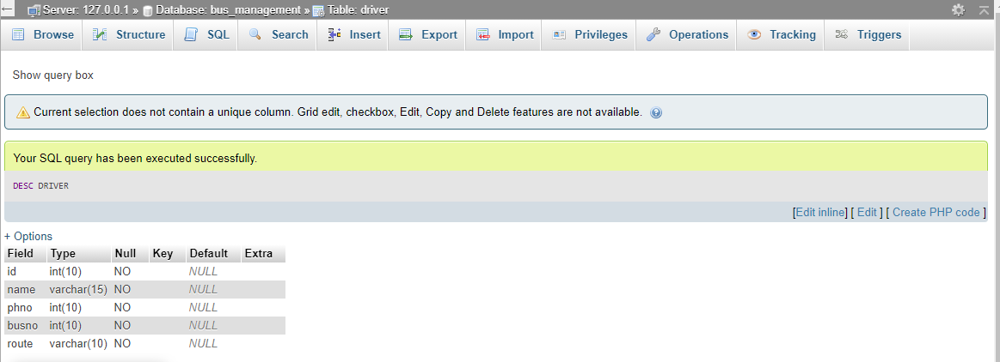 Server: 127.0.0.1 » Database: bus_management » Table: driver
Browse Structure SQL Search Insert Export Import Privileges Operations Tracking Triggers
Show query box
Current selection does not contain a unique column. Grid edit, checkbox, Edit, Copy and Delete features are not available.
Your SQL query has been executed successfully.
DESC DRIVER
[Edit inline] [ Edit ] [ Create PHP code ]
+ Options
Field Type Null Key Default Extra
id int(10) NO NULL
name varchar(15) NO NULL
phno int(10) NO NULL
busno int(10) NO NULL
route varchar(10) NO NULL